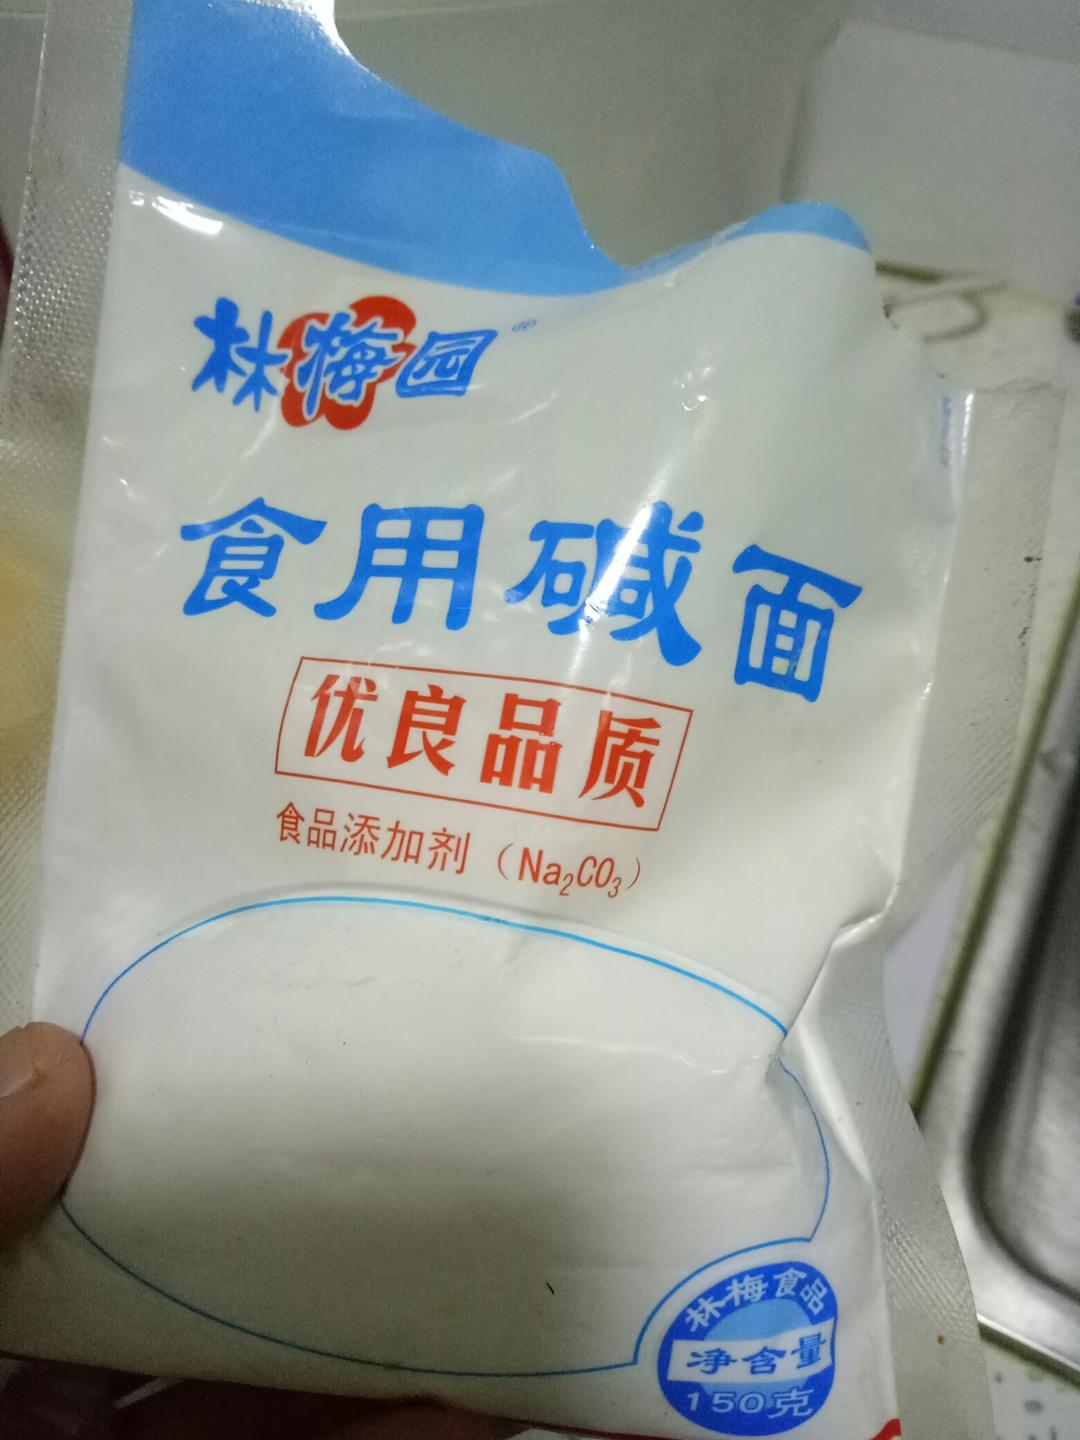 林梅园®
食用碱面
优良品质
食品添加剂（Na₂CO₃）
林梅食品
净含量
150克